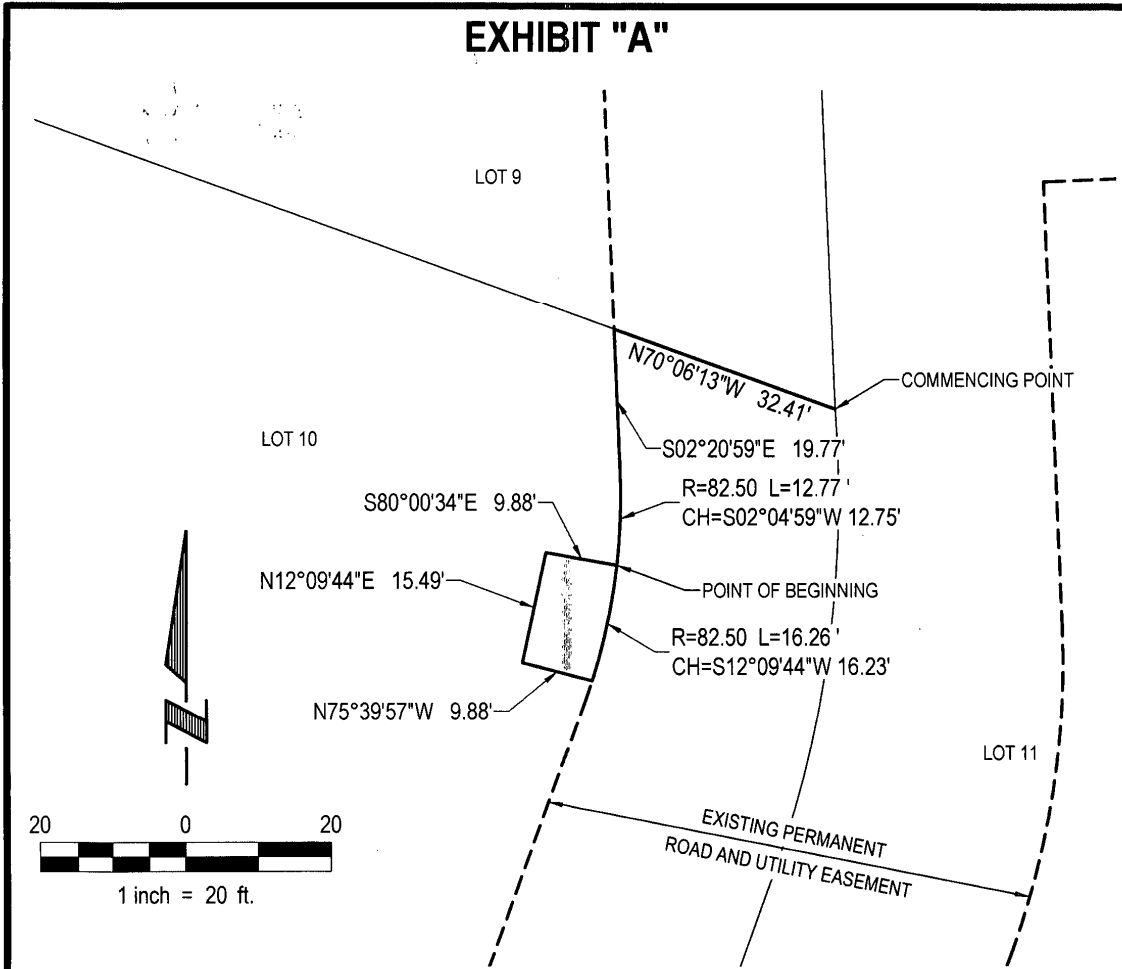 EXHIBIT "A"
LOT 9
N70°06'13"W 32.41'
COMMENCING POINT
LOT 10
S02°20'59"E 19.77'
R=82.50 L=12.77 '
CH=S02°04'59"W 12.75'
S80°00'34"E 9.88'
N12°09'44"E 15.49'
POINT OF BEGINNING
R=82.50 L=16.26 '
CH=S12°09'44"W 16.23'
N75°39'57"W 9.88'
LOT 11
EXISTING PERMANENT
ROAD AND UTILITY EASEMENT
20 0 20
1 inch = 20 ft.